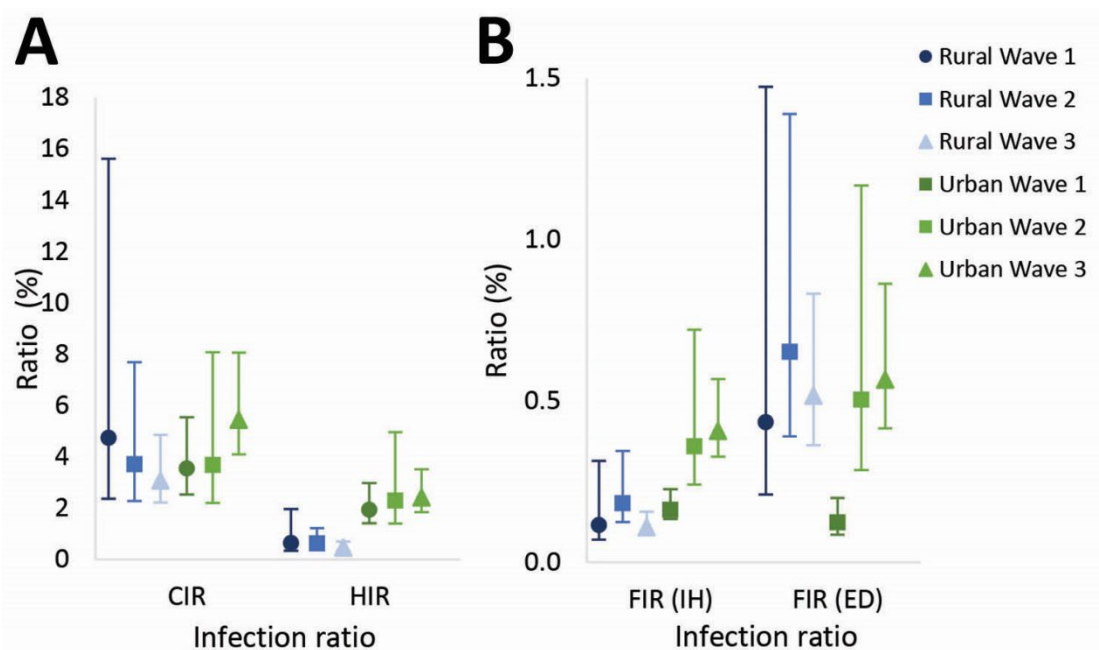 A
18
16
14
12
10
8
6
4
2
0
Ratio (%)
CIR HIR
Infection ratio
B
1.5
1.0
0.5
0.0
Ratio (%)
FIR (IH) FIR (ED)
Infection ratio
Rural Wave 1
Rural Wave 2
Rural Wave 3
Urban Wave 1
Urban Wave 2
Urban Wave 3